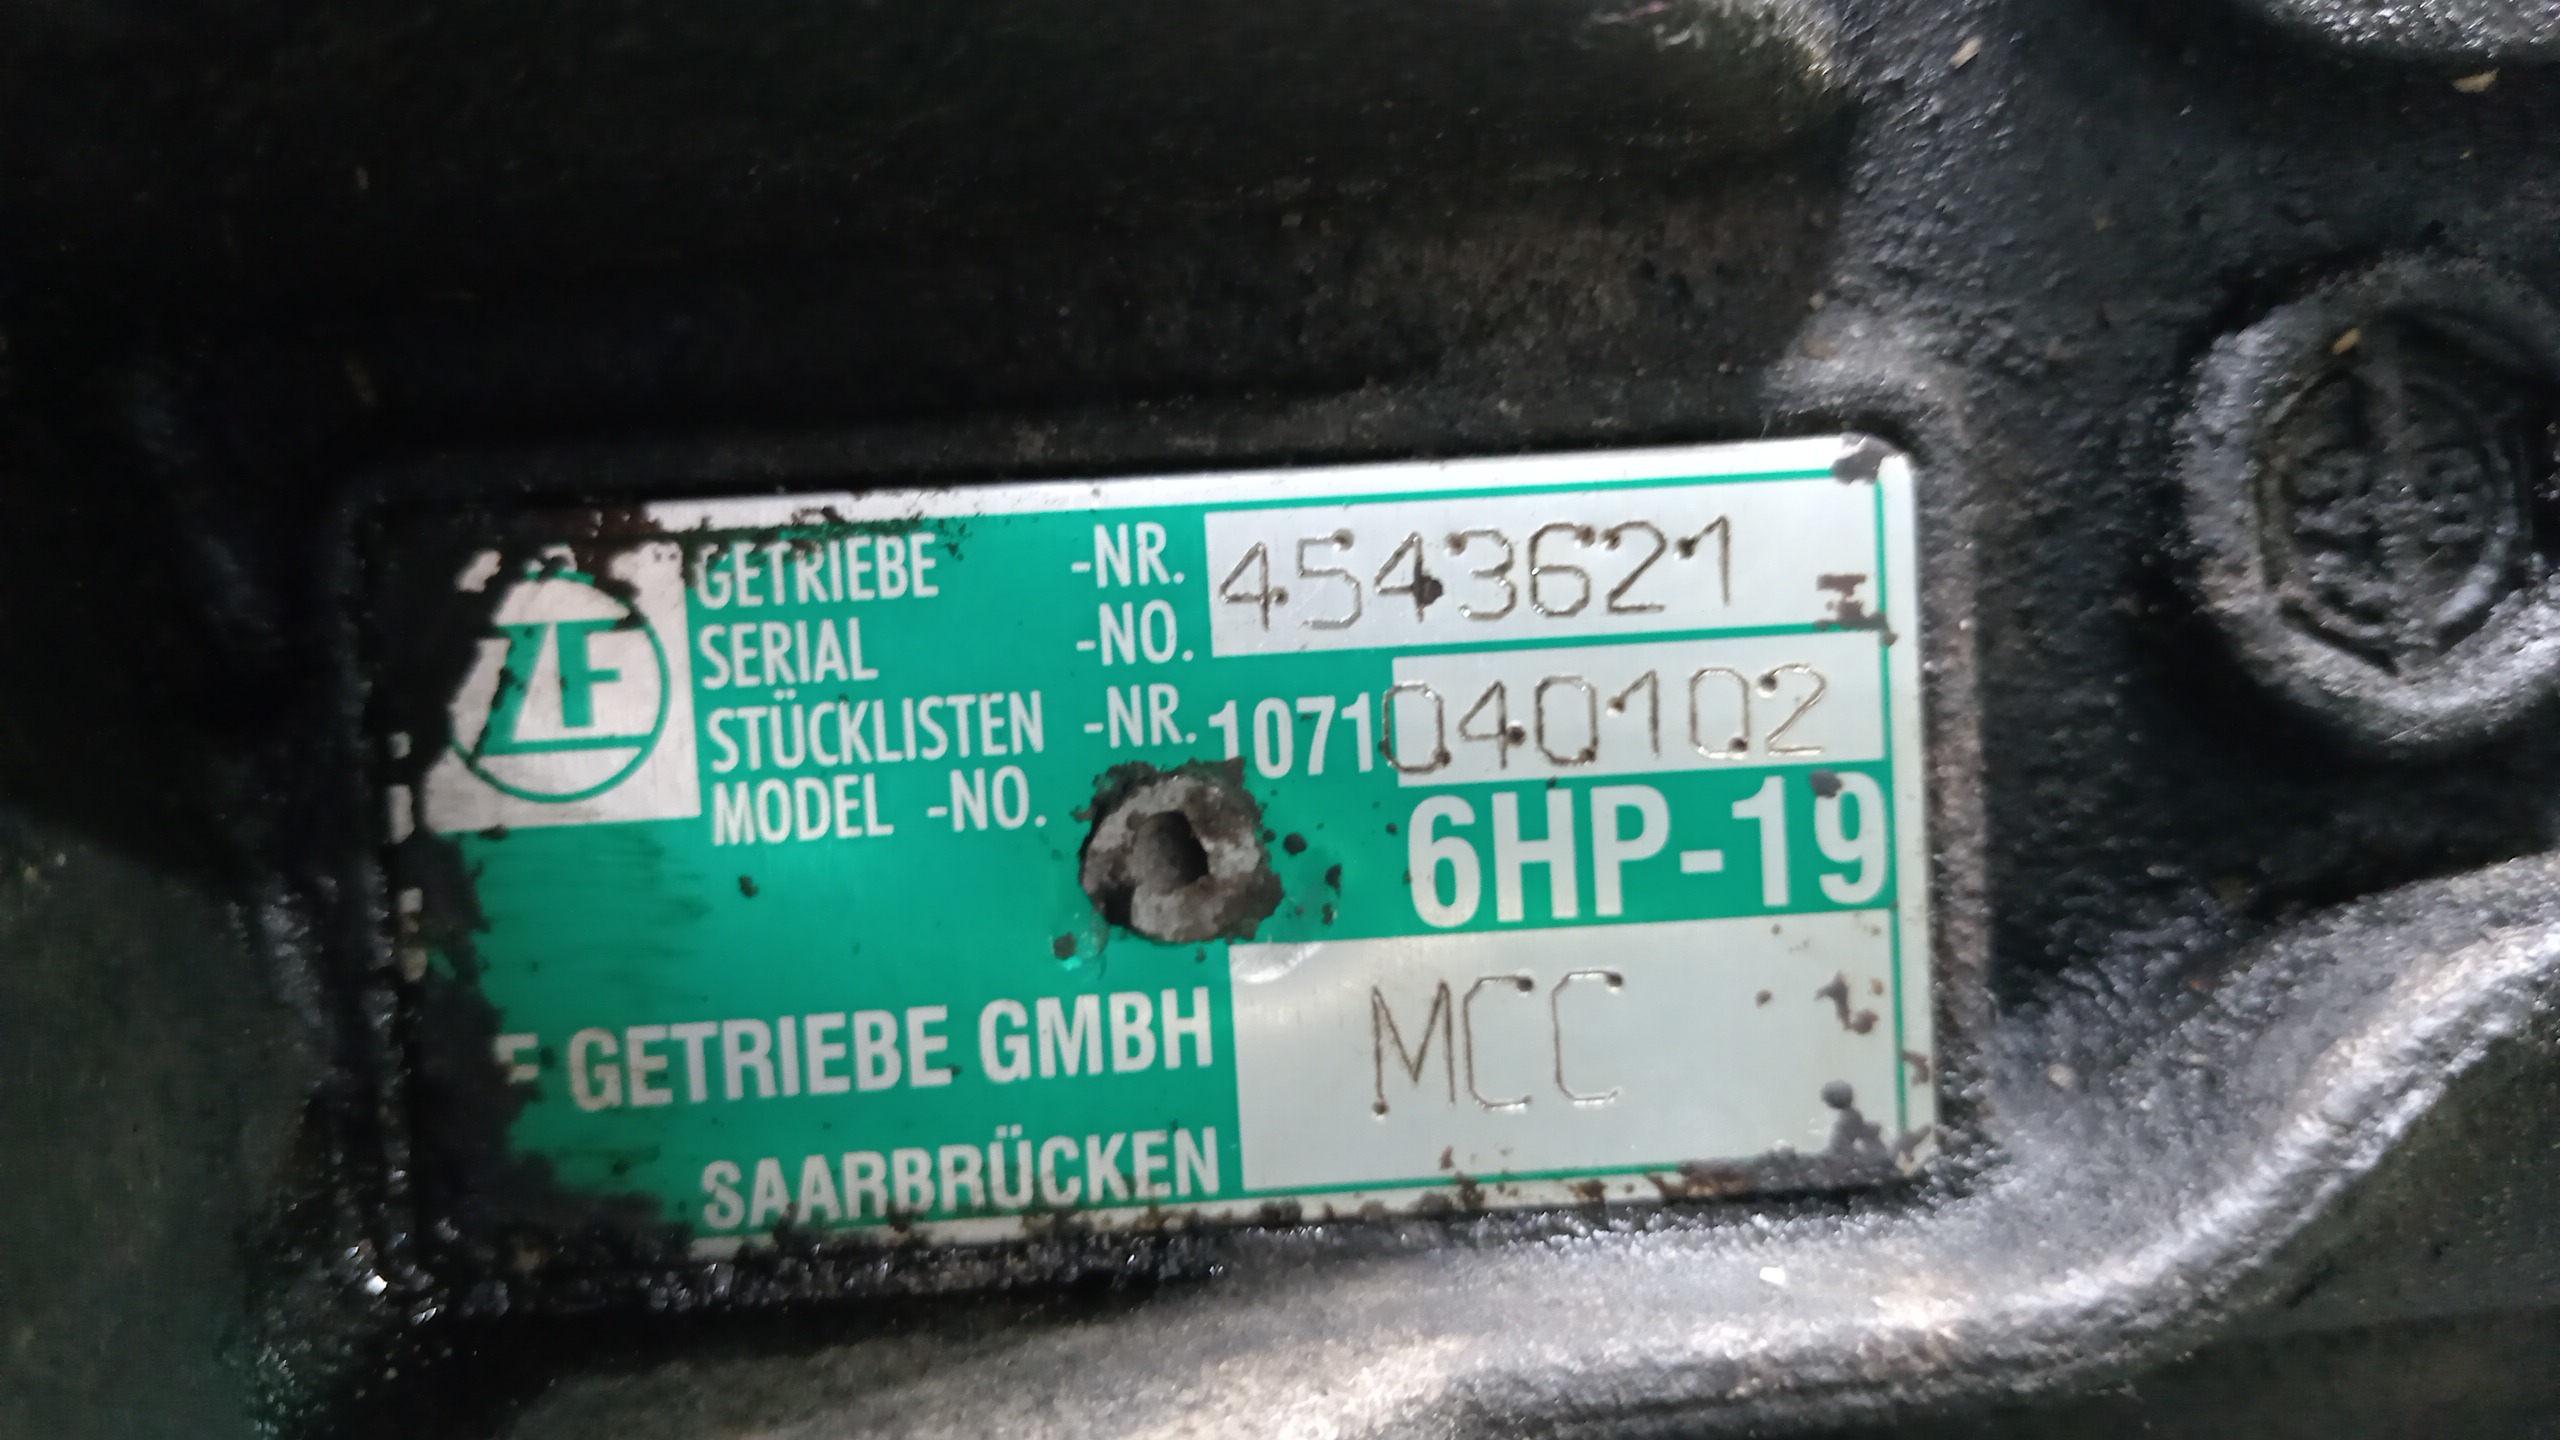 ZF
GETRIEBE -NR. 4543621
SERIAL -NO.
STÜCKLISTEN -NR. 1071040102
MODEL -NO.
6HP-19
F GETRIEBE GMBH
MCC
SAARBRÜCKEN